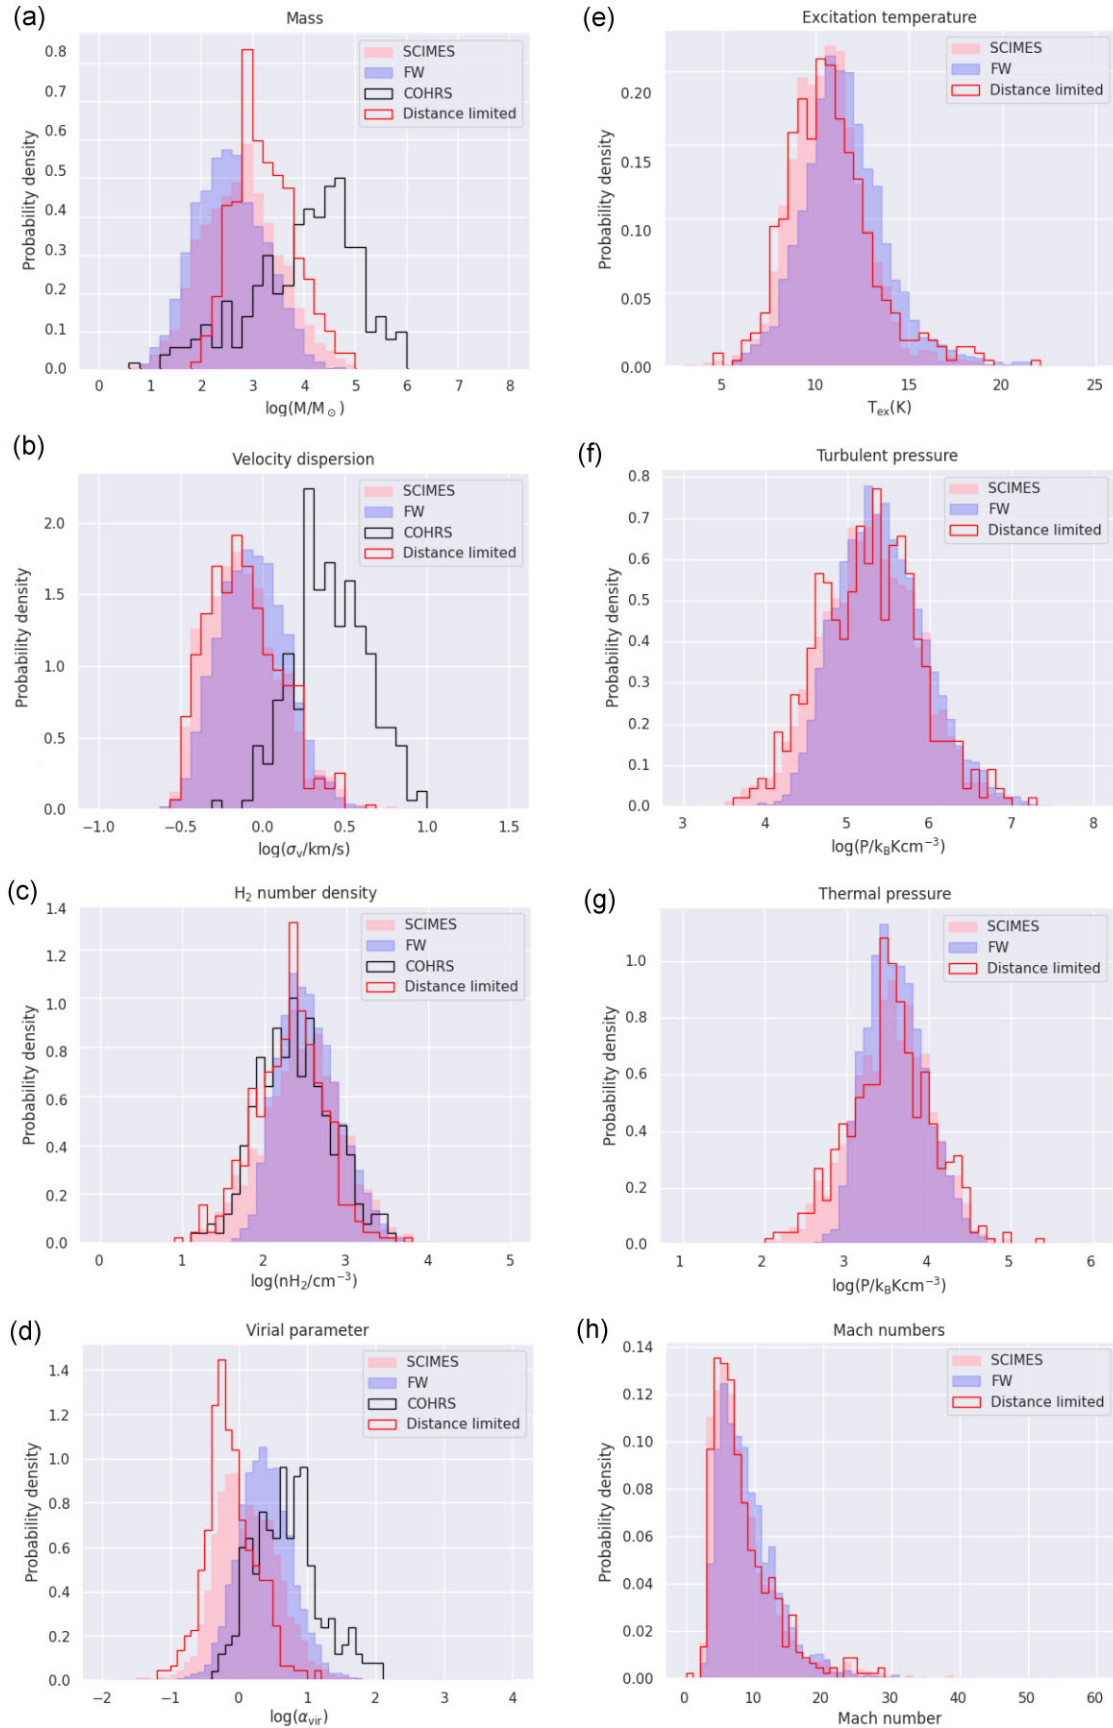 (a)
Mass
0.8
0.7
0.6
0.5
0.4
0.3
0.2
0.1
0.0
Probability density
SCIMES
FW
COHRS
Distance limited
0 1 2 3 4 5 6 7 8
log(M/M⊙)
(b)
Velocity dispersion
2.0
1.5
1.0
0.5
0.0
Probability density
SCIMES
FW
COHRS
Distance limited
−1.0 −0.5 0.0 0.5 1.0 1.5
log(σv/km/s)
(c)
H₂ number density
1.4
1.2
1.0
0.8
0.6
0.4
0.2
0.0
Probability density
SCIMES
FW
COHRS
Distance limited
0 1 2 3 4 5
log(nH₂/cm⁻³)
(d)
Virial parameter
1.4
1.2
1.0
0.8
0.6
0.4
0.2
0.0
Probability density
SCIMES
FW
COHRS
Distance limited
−2 −1 0 1 2 3 4
log(αvir)
(e)
Excitation temperature
0.20
0.15
0.10
0.05
0.00
Probability density
SCIMES
FW
Distance limited
5 10 15 20 25
Tex(K)
(f)
Turbulent pressure
0.8
0.7
0.6
0.5
0.4
0.3
0.2
0.1
0.0
Probability density
SCIMES
FW
Distance limited
3 4 5 6 7 8
log(P/kBKcm⁻³)
(g)
Thermal pressure
1.0
0.8
0.6
0.4
0.2
0.0
Probability density
SCIMES
FW
Distance limited
1 2 3 4 5 6
log(P/kBKcm⁻³)
(h)
Mach numbers
0.14
0.12
0.10
0.08
0.06
0.04
0.02
0.00
Probability density
SCIMES
FW
Distance limited
0 10 20 30 40 50 60
Mach number